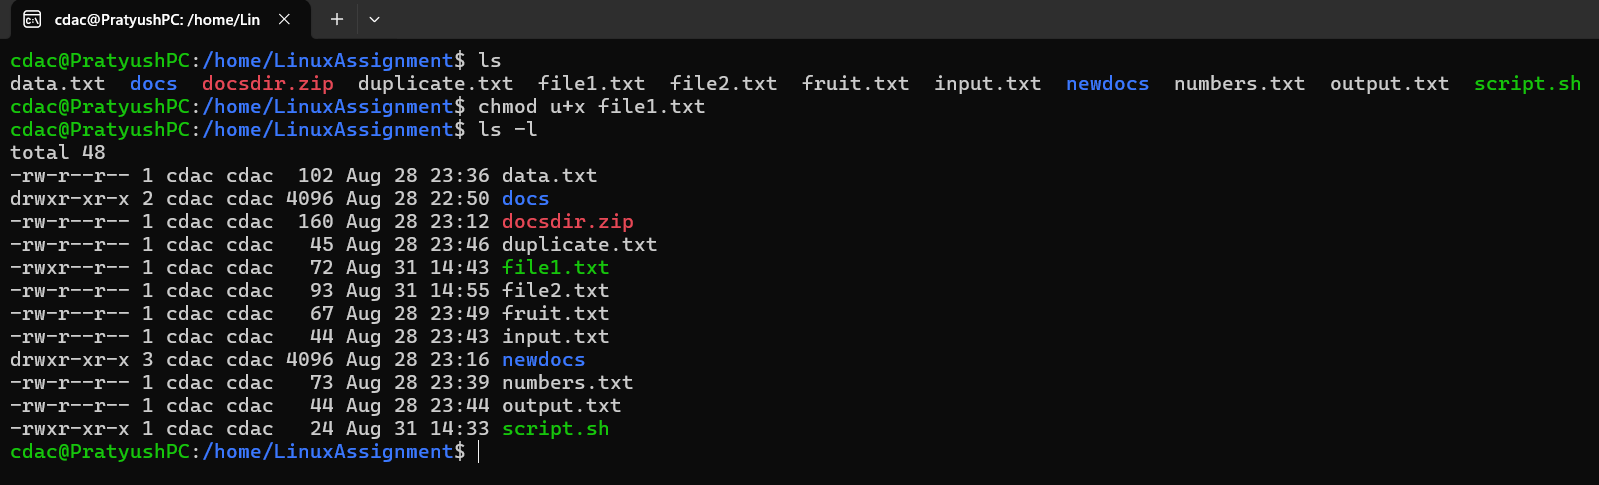 cdac@PratyushPC: /home/Lin
cdac@PratyushPC:/home/LinuxAssignment$ ls
data.txt  docs  docsdir.zip  duplicate.txt  file1.txt  file2.txt  fruit.txt  input.txt  newdocs  numbers.txt  output.txt  script.sh
cdac@PratyushPC:/home/LinuxAssignment$ chmod u+x file1.txt
cdac@PratyushPC:/home/LinuxAssignment$ ls -l
total 48
-rw-r--r-- 1 cdac cdac  102 Aug 28 23:36 data.txt
drwxr-xr-x 2 cdac cdac 4096 Aug 28 22:50 docs
-rw-r--r-- 1 cdac cdac  160 Aug 28 23:12 docsdir.zip
-rw-r--r-- 1 cdac cdac   45 Aug 28 23:46 duplicate.txt
-rwxr--r-- 1 cdac cdac   72 Aug 31 14:43 file1.txt
-rw-r--r-- 1 cdac cdac   93 Aug 31 14:55 file2.txt
-rw-r--r-- 1 cdac cdac   67 Aug 28 23:49 fruit.txt
-rw-r--r-- 1 cdac cdac   44 Aug 28 23:43 input.txt
drwxr-xr-x 3 cdac cdac 4096 Aug 28 23:16 newdocs
-rw-r--r-- 1 cdac cdac   73 Aug 28 23:39 numbers.txt
-rw-r--r-- 1 cdac cdac   44 Aug 28 23:44 output.txt
-rwxr-xr-x 1 cdac cdac   24 Aug 31 14:33 script.sh
cdac@PratyushPC:/home/LinuxAssignment$